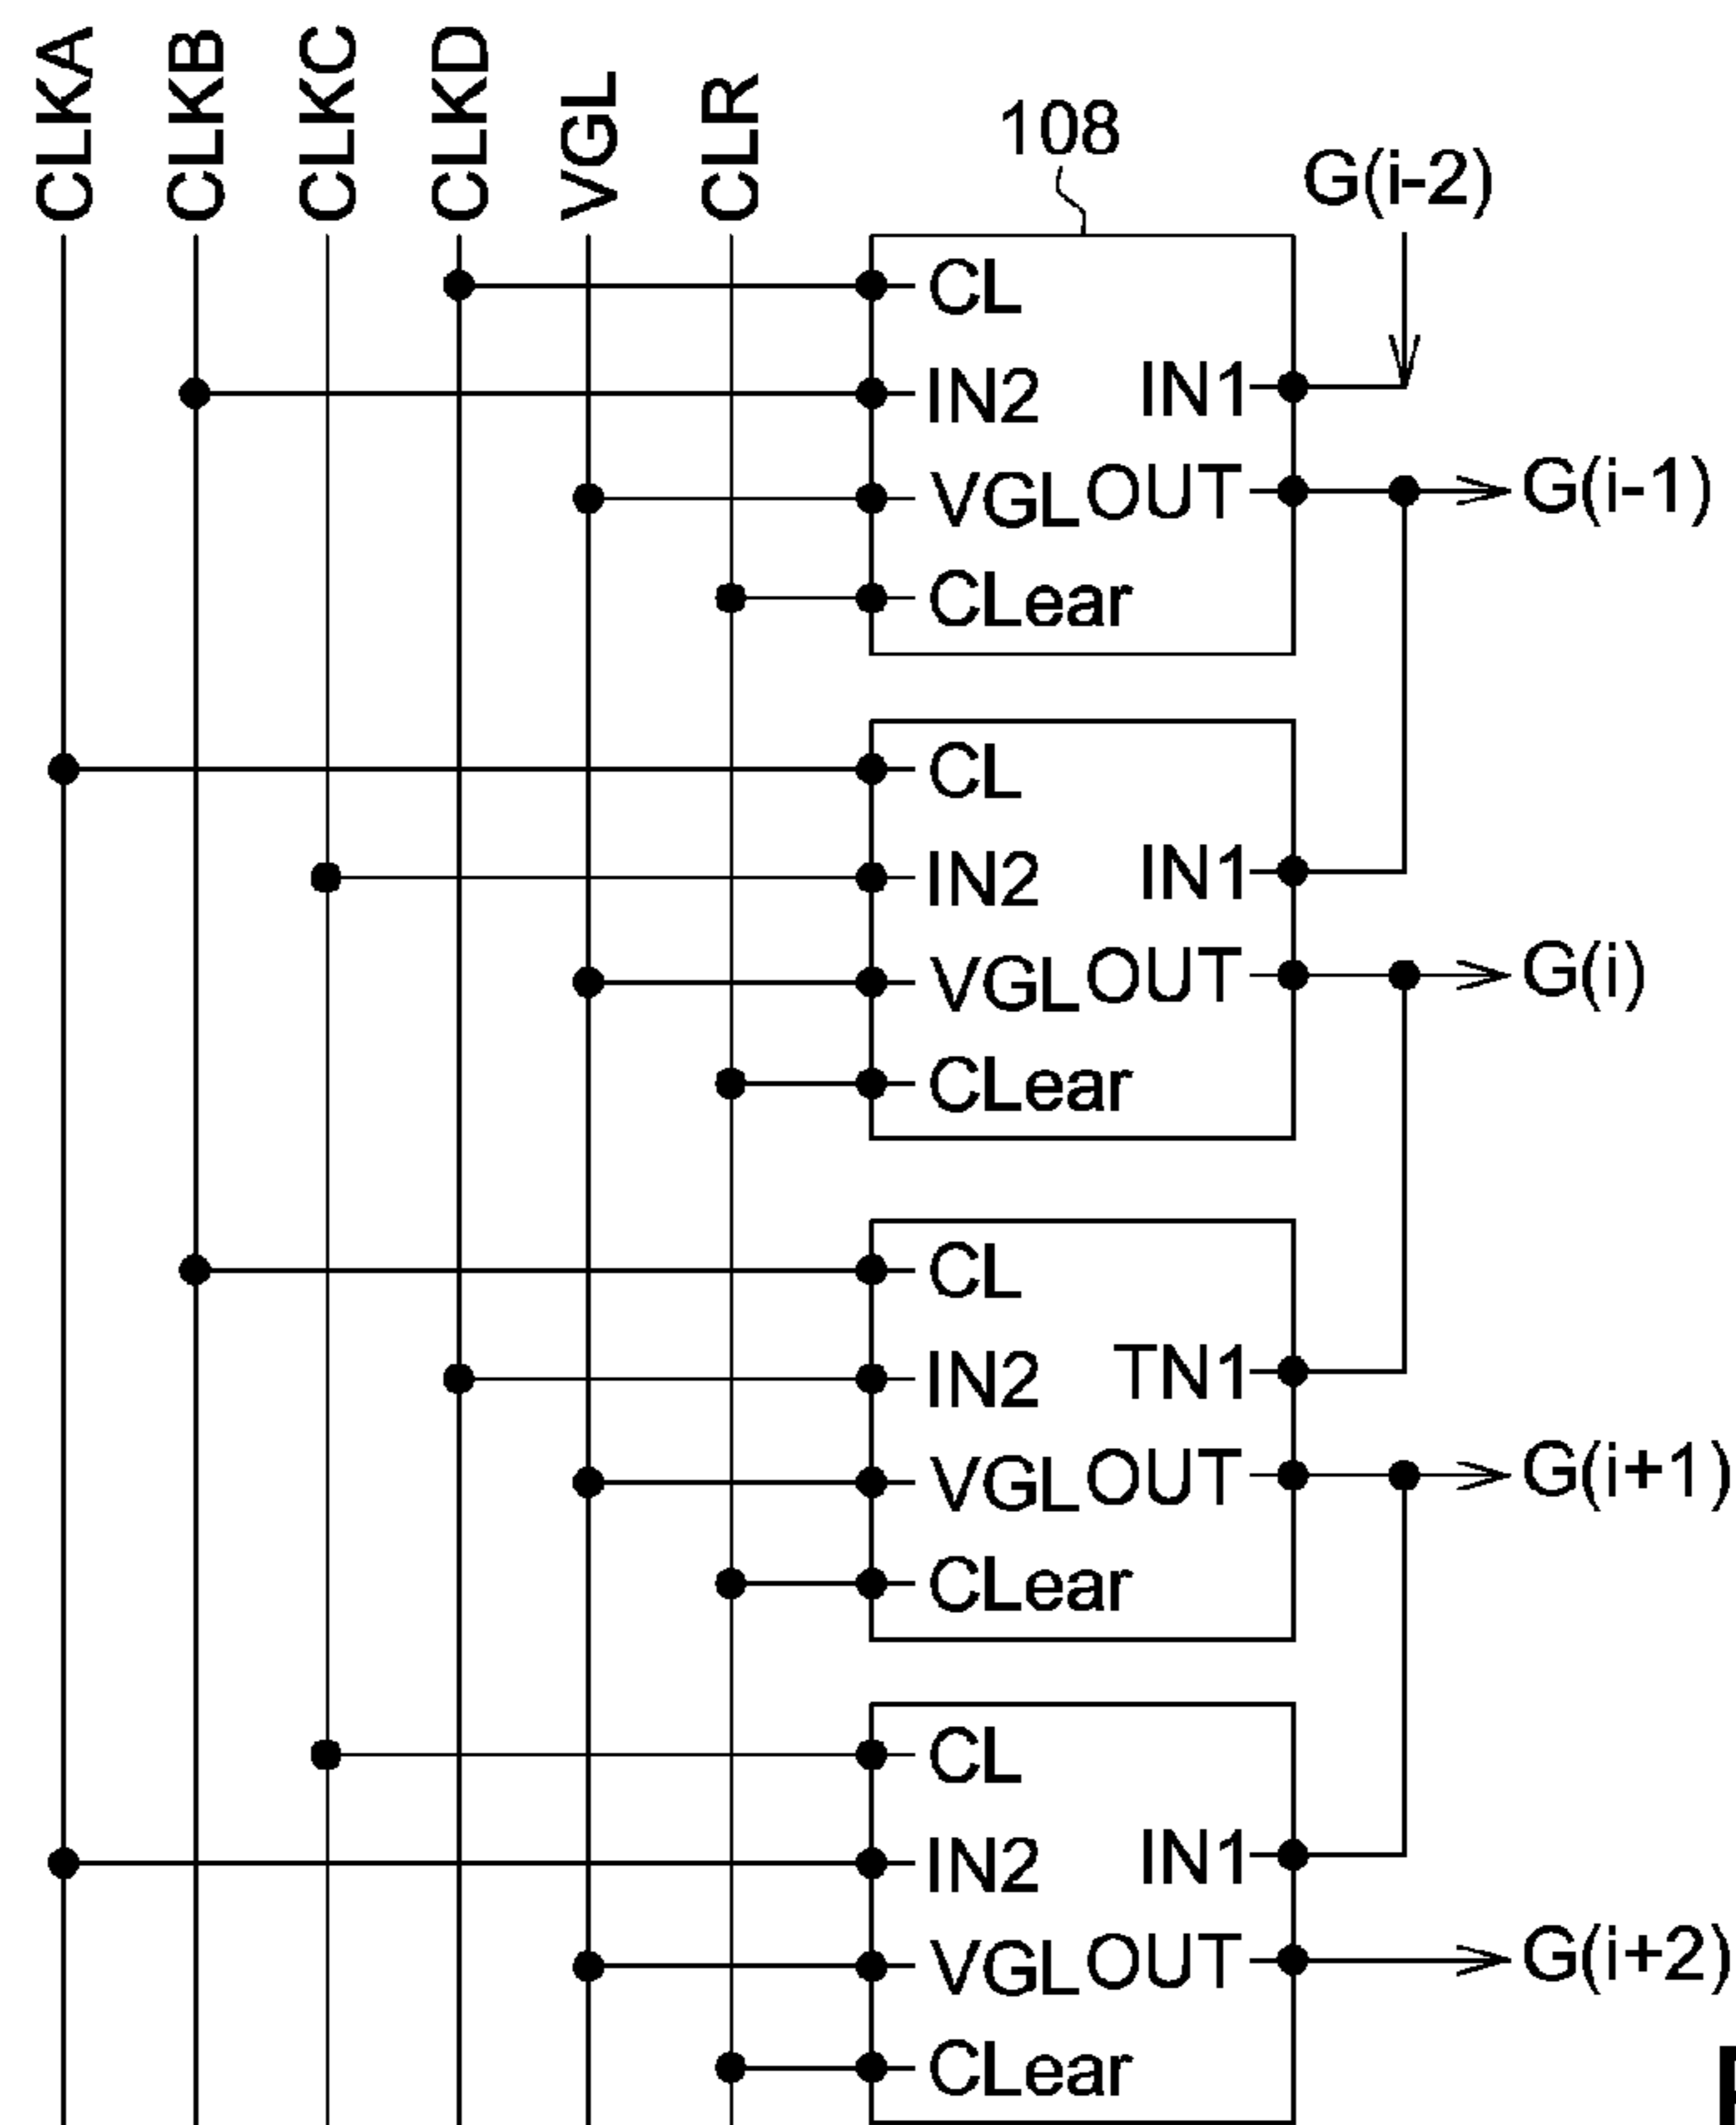 CLKA
CLKB
CLKC
CLKD
VGL
CLR
108
G(i-2)
CL
IN2
IN1
VGL
OUT
G(i-1)
CLear
CL
IN2
IN1
VGL
OUT
G(i)
CLear
CL
IN2
TN1
VGL
OUT
G(i+1)
CLear
CL
IN2
IN1
VGL
OUT
G(i+2)
CLear